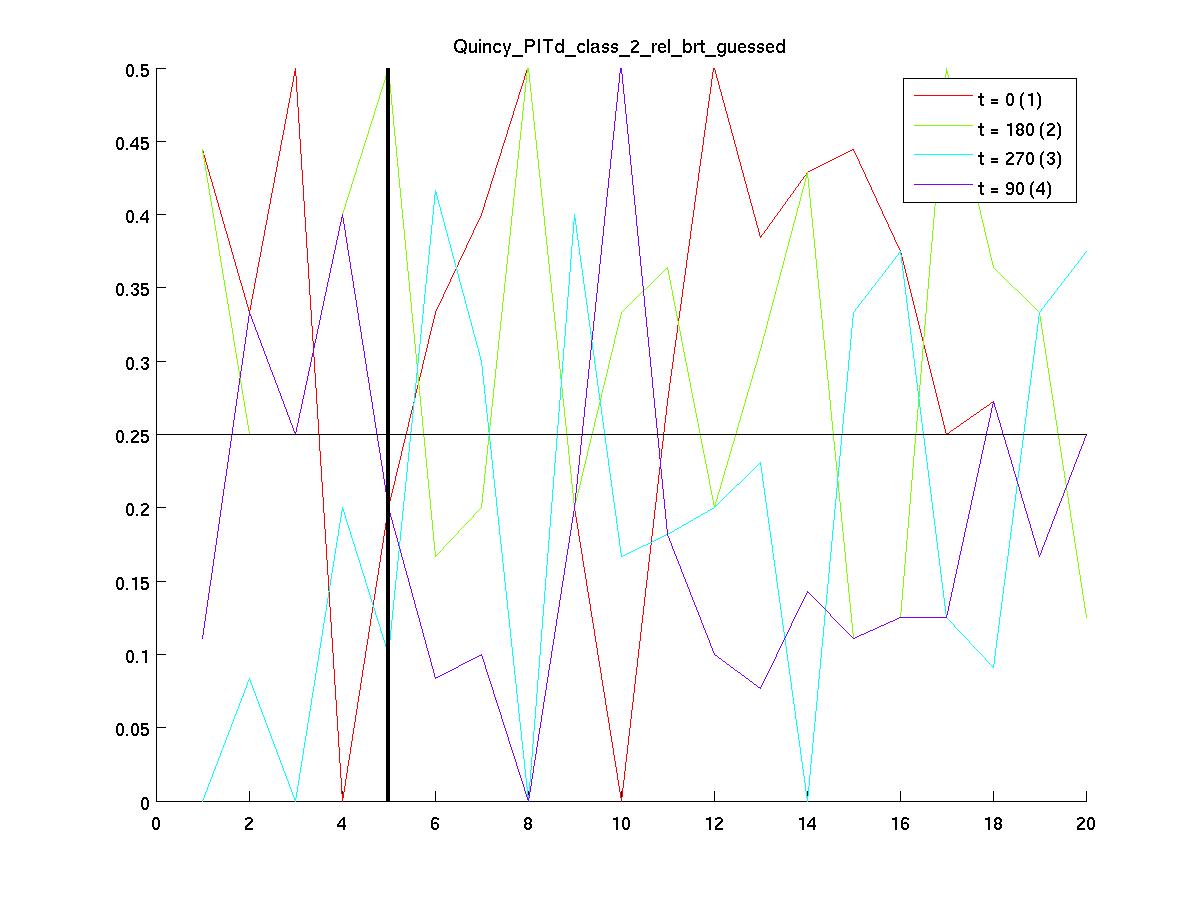 Quincy_PITd_class_2_rel_brt_guessed
0.5
0.45
0.4
0.35
0.3
0.25
0.2
0.15
0.1
0.05
0
t = 0 (1)
t = 180 (2)
t = 270 (3)
t = 90 (4)
0 2 4 6 8 10 12 14 16 18 20